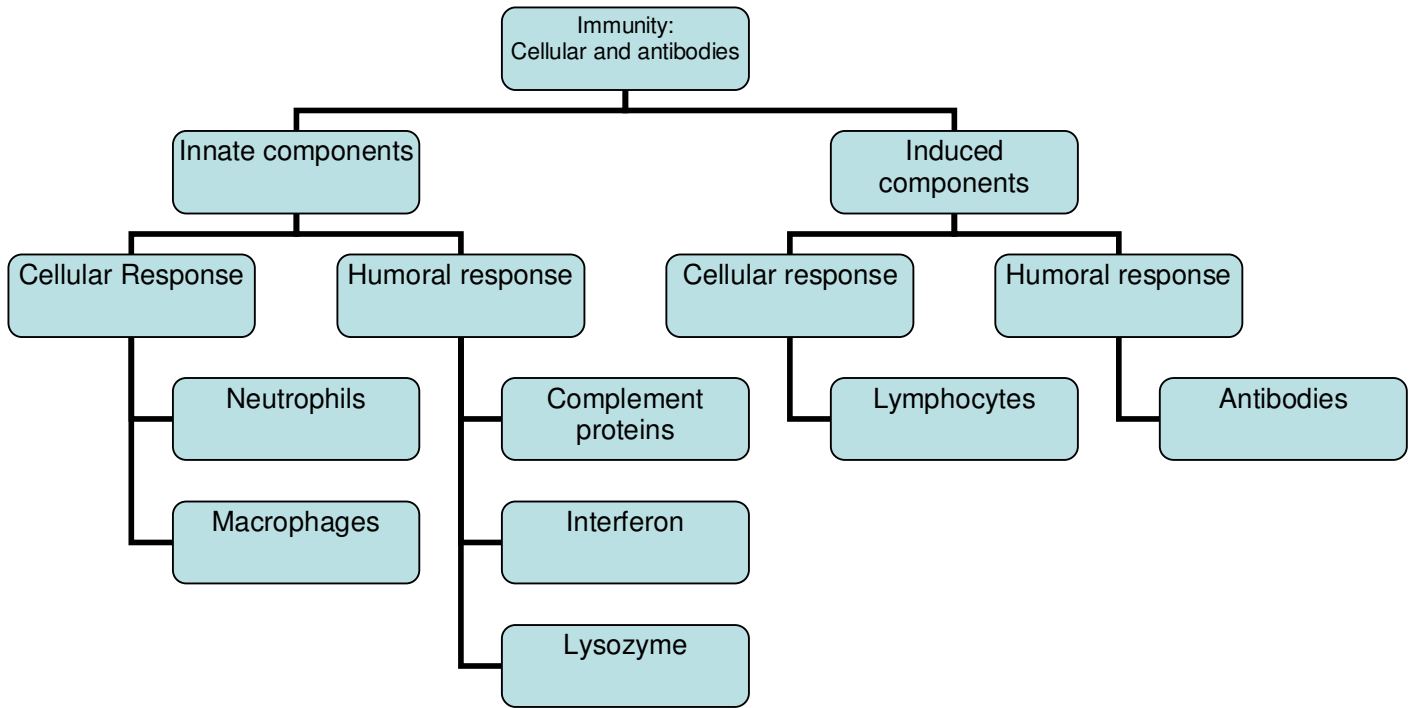 Immunity:
Cellular and antibodies
Innate components
Induced
components
Cellular Response
Humoral response
Cellular response
Humoral response
Neutrophils
Complement
proteins
Lymphocytes
Antibodies
Macrophages
Interferon
Lysozyme